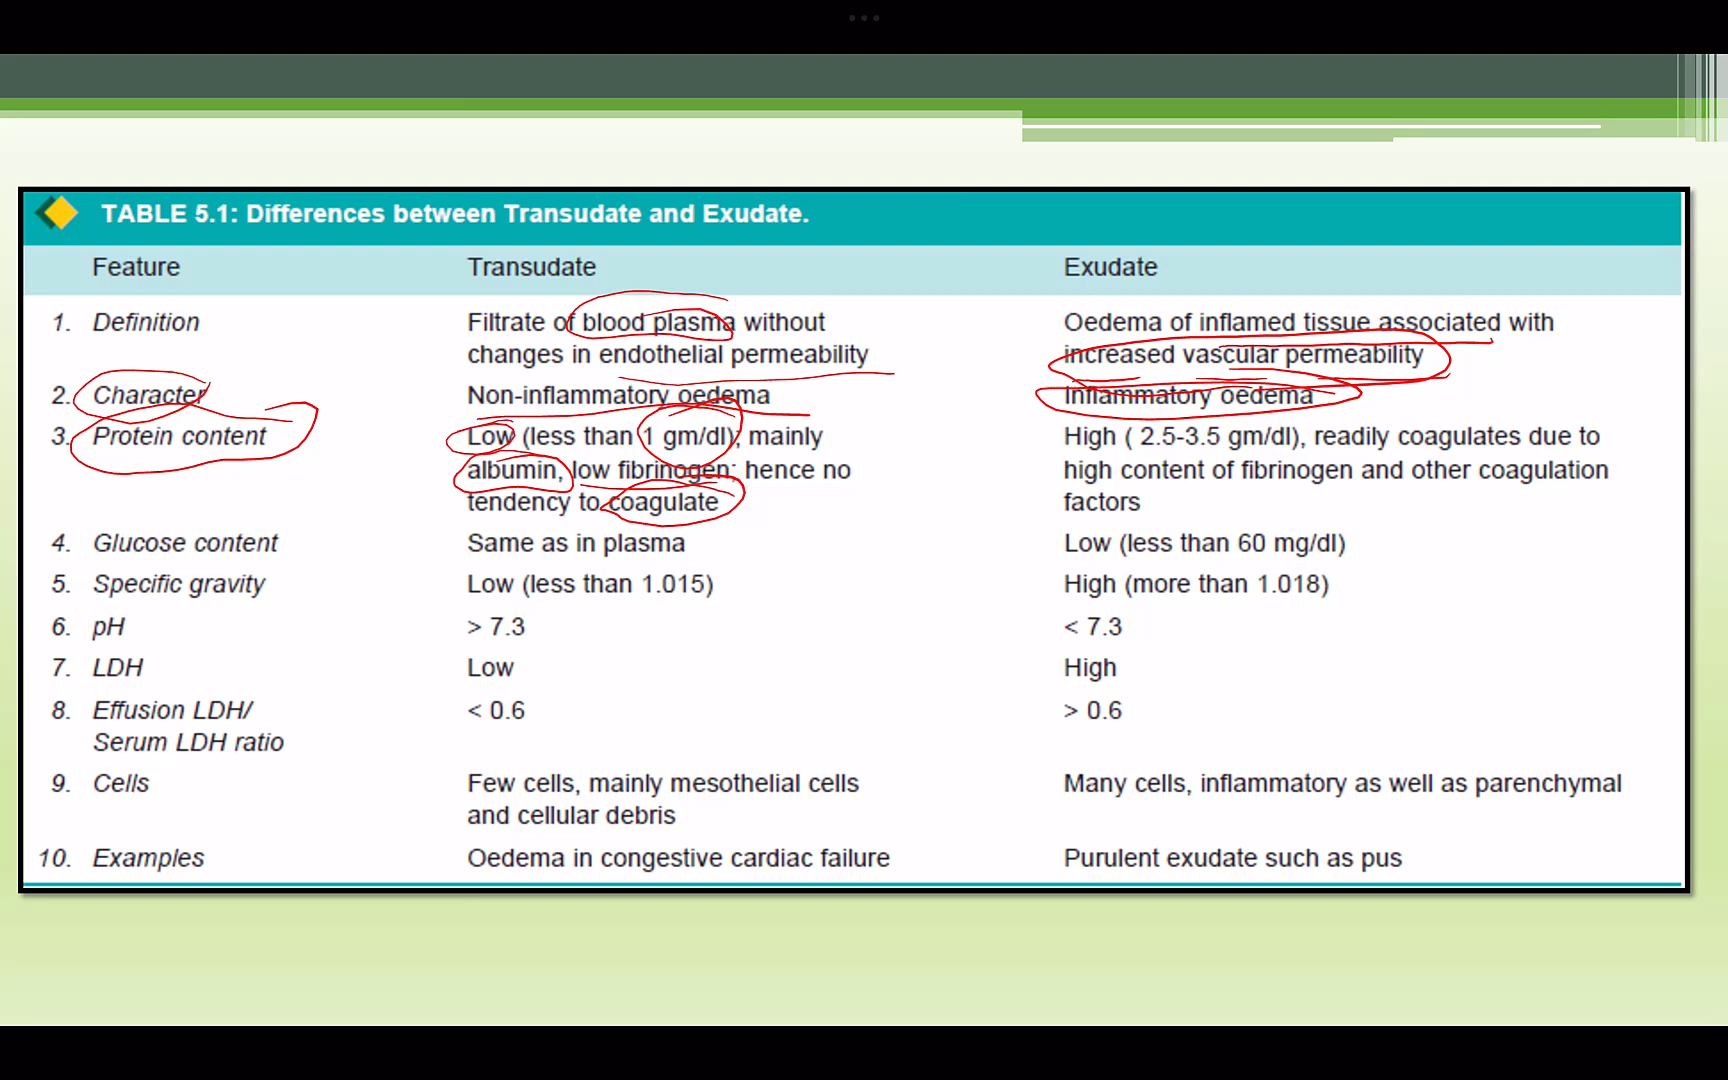 TABLE 5.1: Differences between Transudate and Exudate.
Feature Transudate Exudate
1. Definition Filtrate of blood plasma without Oedema of inflamed tissue associated with
changes in endothelial permeability increased vascular permeability
2. Character Non-inflammatory oedema Inflammatory oedema
3. Protein content Low (less than 1 gm/dl); mainly High ( 2.5-3.5 gm/dl), readily coagulates due to
albumin, low fibrinogen; hence no high content of fibrinogen and other coagulation
tendency to coagulate factors
4. Glucose content Same as in plasma Low (less than 60 mg/dl)
5. Specific gravity Low (less than 1.015) High (more than 1.018)
6. pH > 7.3 < 7.3
7. LDH Low High
8. Effusion LDH/ < 0.6 > 0.6
Serum LDH ratio
9. Cells Few cells, mainly mesothelial cells Many cells, inflammatory as well as parenchymal
and cellular debris
10. Examples Oedema in congestive cardiac failure Purulent exudate such as pus